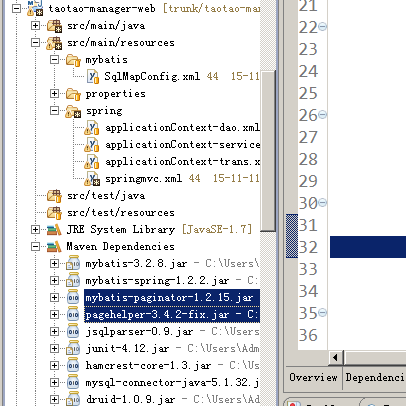 taotao-manager-web [trunk/taotao-man
src/main/java
src/main/resources
mybatis
SqlMapConfig.xml 44 15-11
properties
spring
applicationContext-dao.xml
applicationContext-service
applicationContext-trans.x
springmvc.xml 44 15-11-11
src/test/java
src/test/resources
JRE System Library [JavaSE-1.7]
Maven Dependencies
mybatis-3.2.8.jar - C:\Users\
mybatis-spring-1.2.2.jar - C:
mybatis-paginator-1.2.15.jar
pagehelper-3.4.2-fix.jar - C:
jsqlparser-0.9.jar - C:\Users
junit-4.12.jar - C:\Users\Adm
hamcrest-core-1.3.jar - C:\Us
mysql-connector-java-5.1.32.j
druid-1.0.9.jar - C:\Users\Ad
21
22
23
24
25
26
27
28
29
30
31
32
33
34
35
36
Overview Dependenci